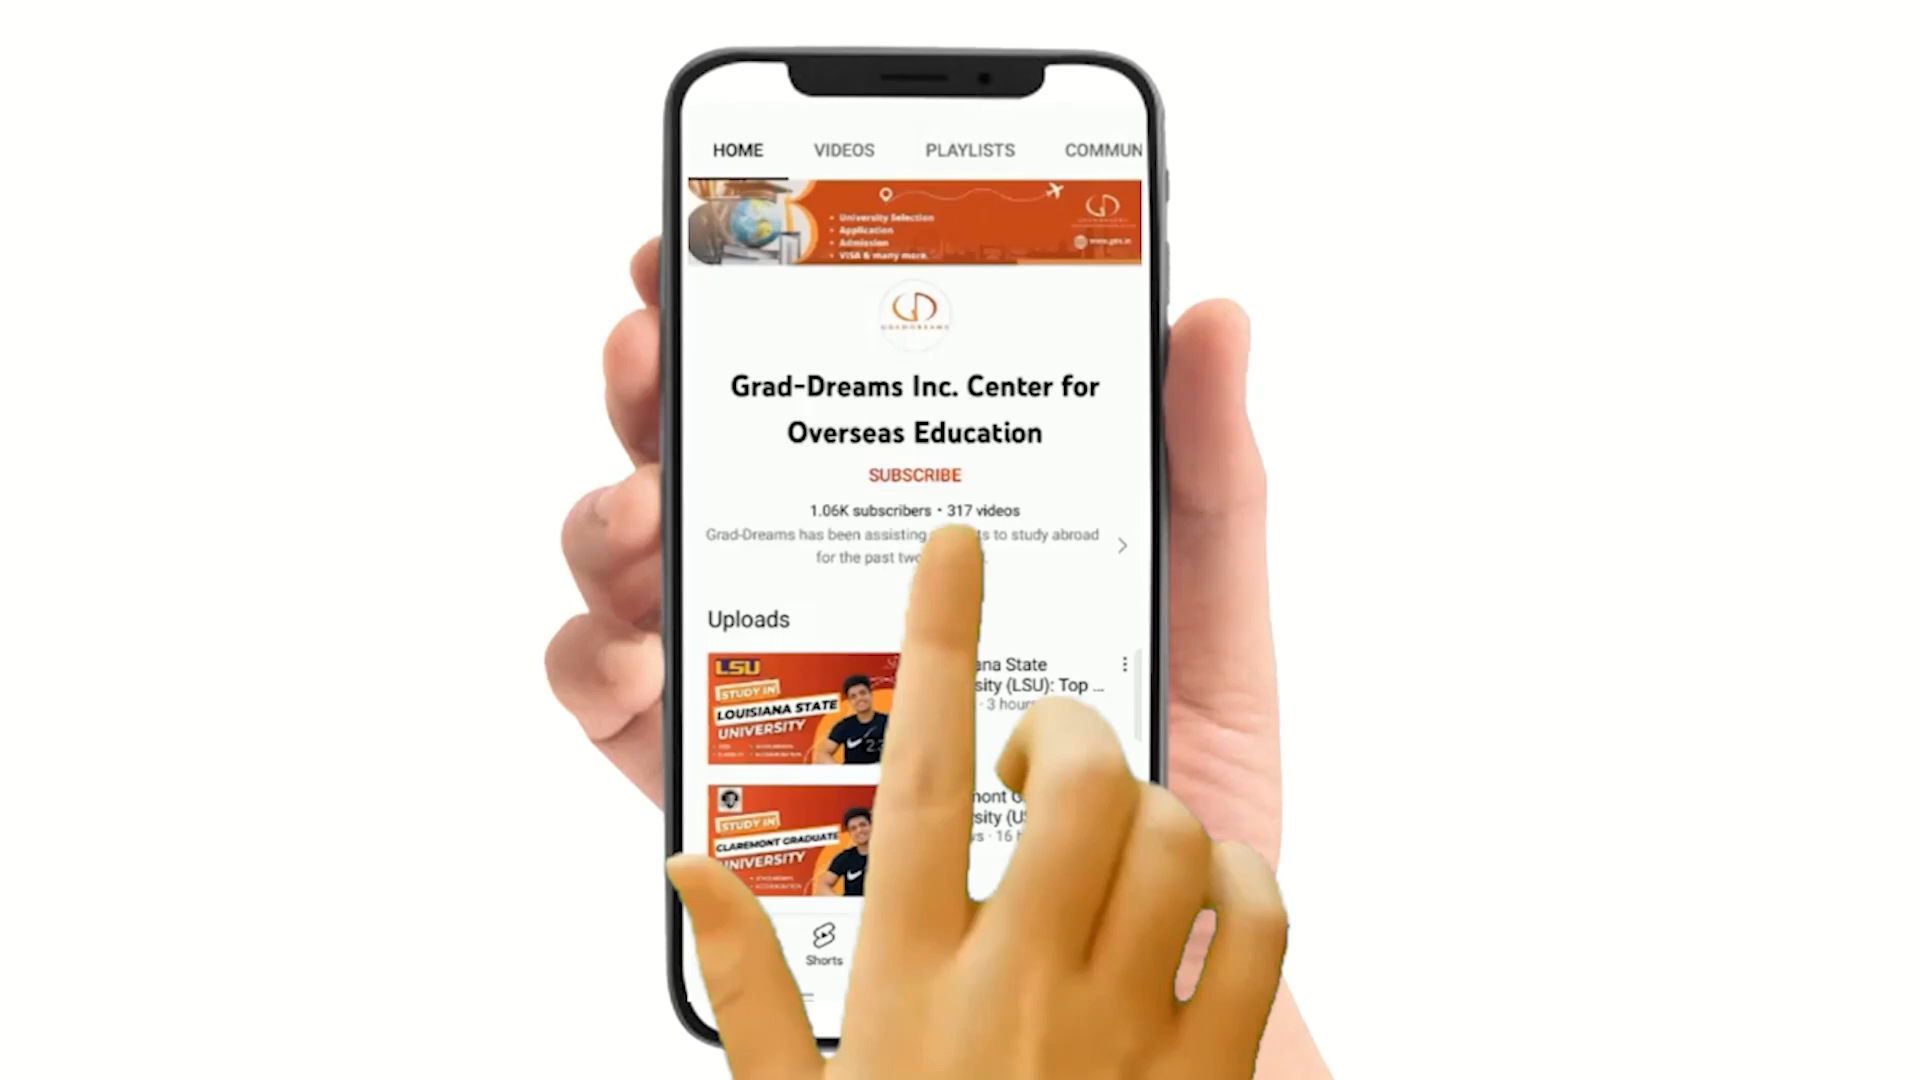 HOME VIDEOS PLAYLISTS COMMUN
• University Selection
• Application
• Admission
• VISA & many more.
GRADDREAMS
Grad-Dreams Inc. Center for
Overseas Education
SUBSCRIBE
1.06K subscribers • 317 videos
Grad-Dreams has been assisting ts to study abroad
for the past
Uploads
LSU
STUDY IN
LOUISIANA STATE
UNIVERSITY
ana State
sity (LSU): Top ...
· 3 hours
STUDY IN
CLAREMONT GRADUATE
UNIVERSITY
mont G
sity (US
Shorts